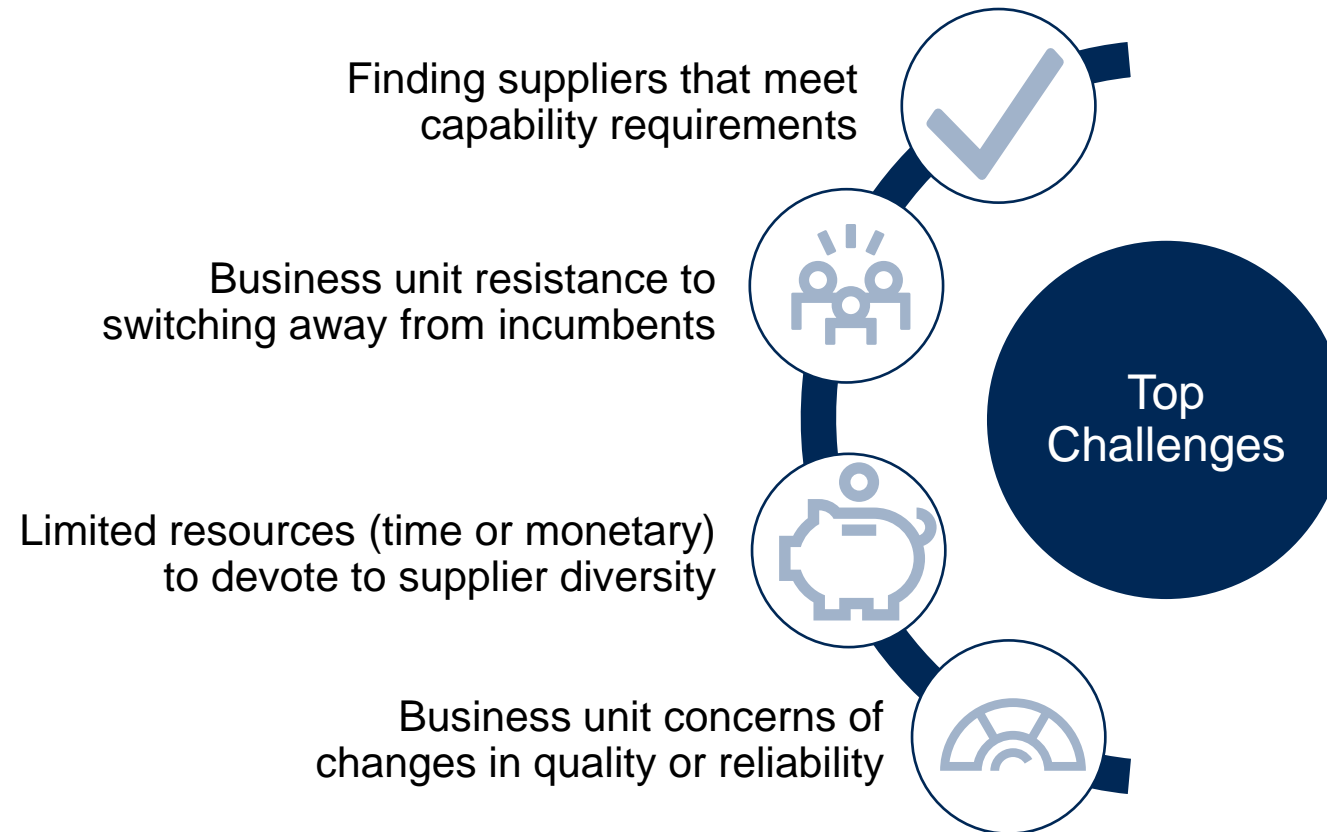 Finding suppliers that meet
capability requirements
Business unit resistance to
switching away from incumbents
Top
Challenges
Limited resources (time or monetary)
to devote to supplier diversity
Business unit concerns of
changes in quality or reliability